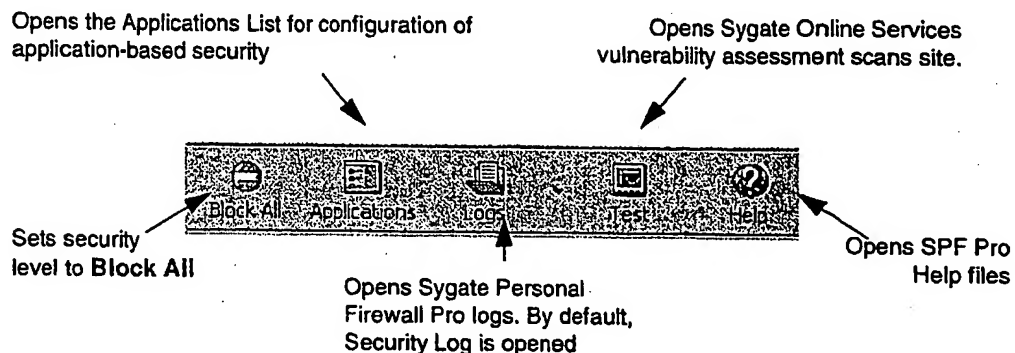 Opens the Applications List for configuration of
application-based security
Opens Sygate Online Services
vulnerability assessment scans site.
Block All
Applications
Logs
Test
Help
Sets security
level to Block All
Opens Sygate Personal
Firewall Pro logs. By default,
Security Log is opened
Opens SPF Pro
Help files